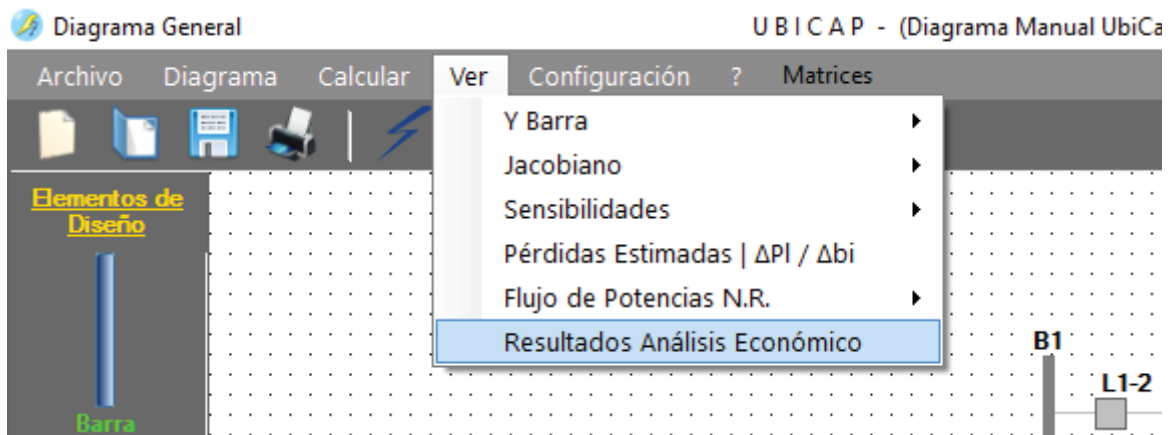 Diagrama General
U B I C A P - (Diagrama Manual UbiCa
Archivo Diagrama Calcular Ver Configuración ? Matrices
Y Barra
Jacobiano
Sensibilidades
Pérdidas Estimadas | ΔPl / Δbi
Flujo de Potencias N.R.
Resultados Análisis Económico
Elementos de
Diseño
Barra
B1
L1-2